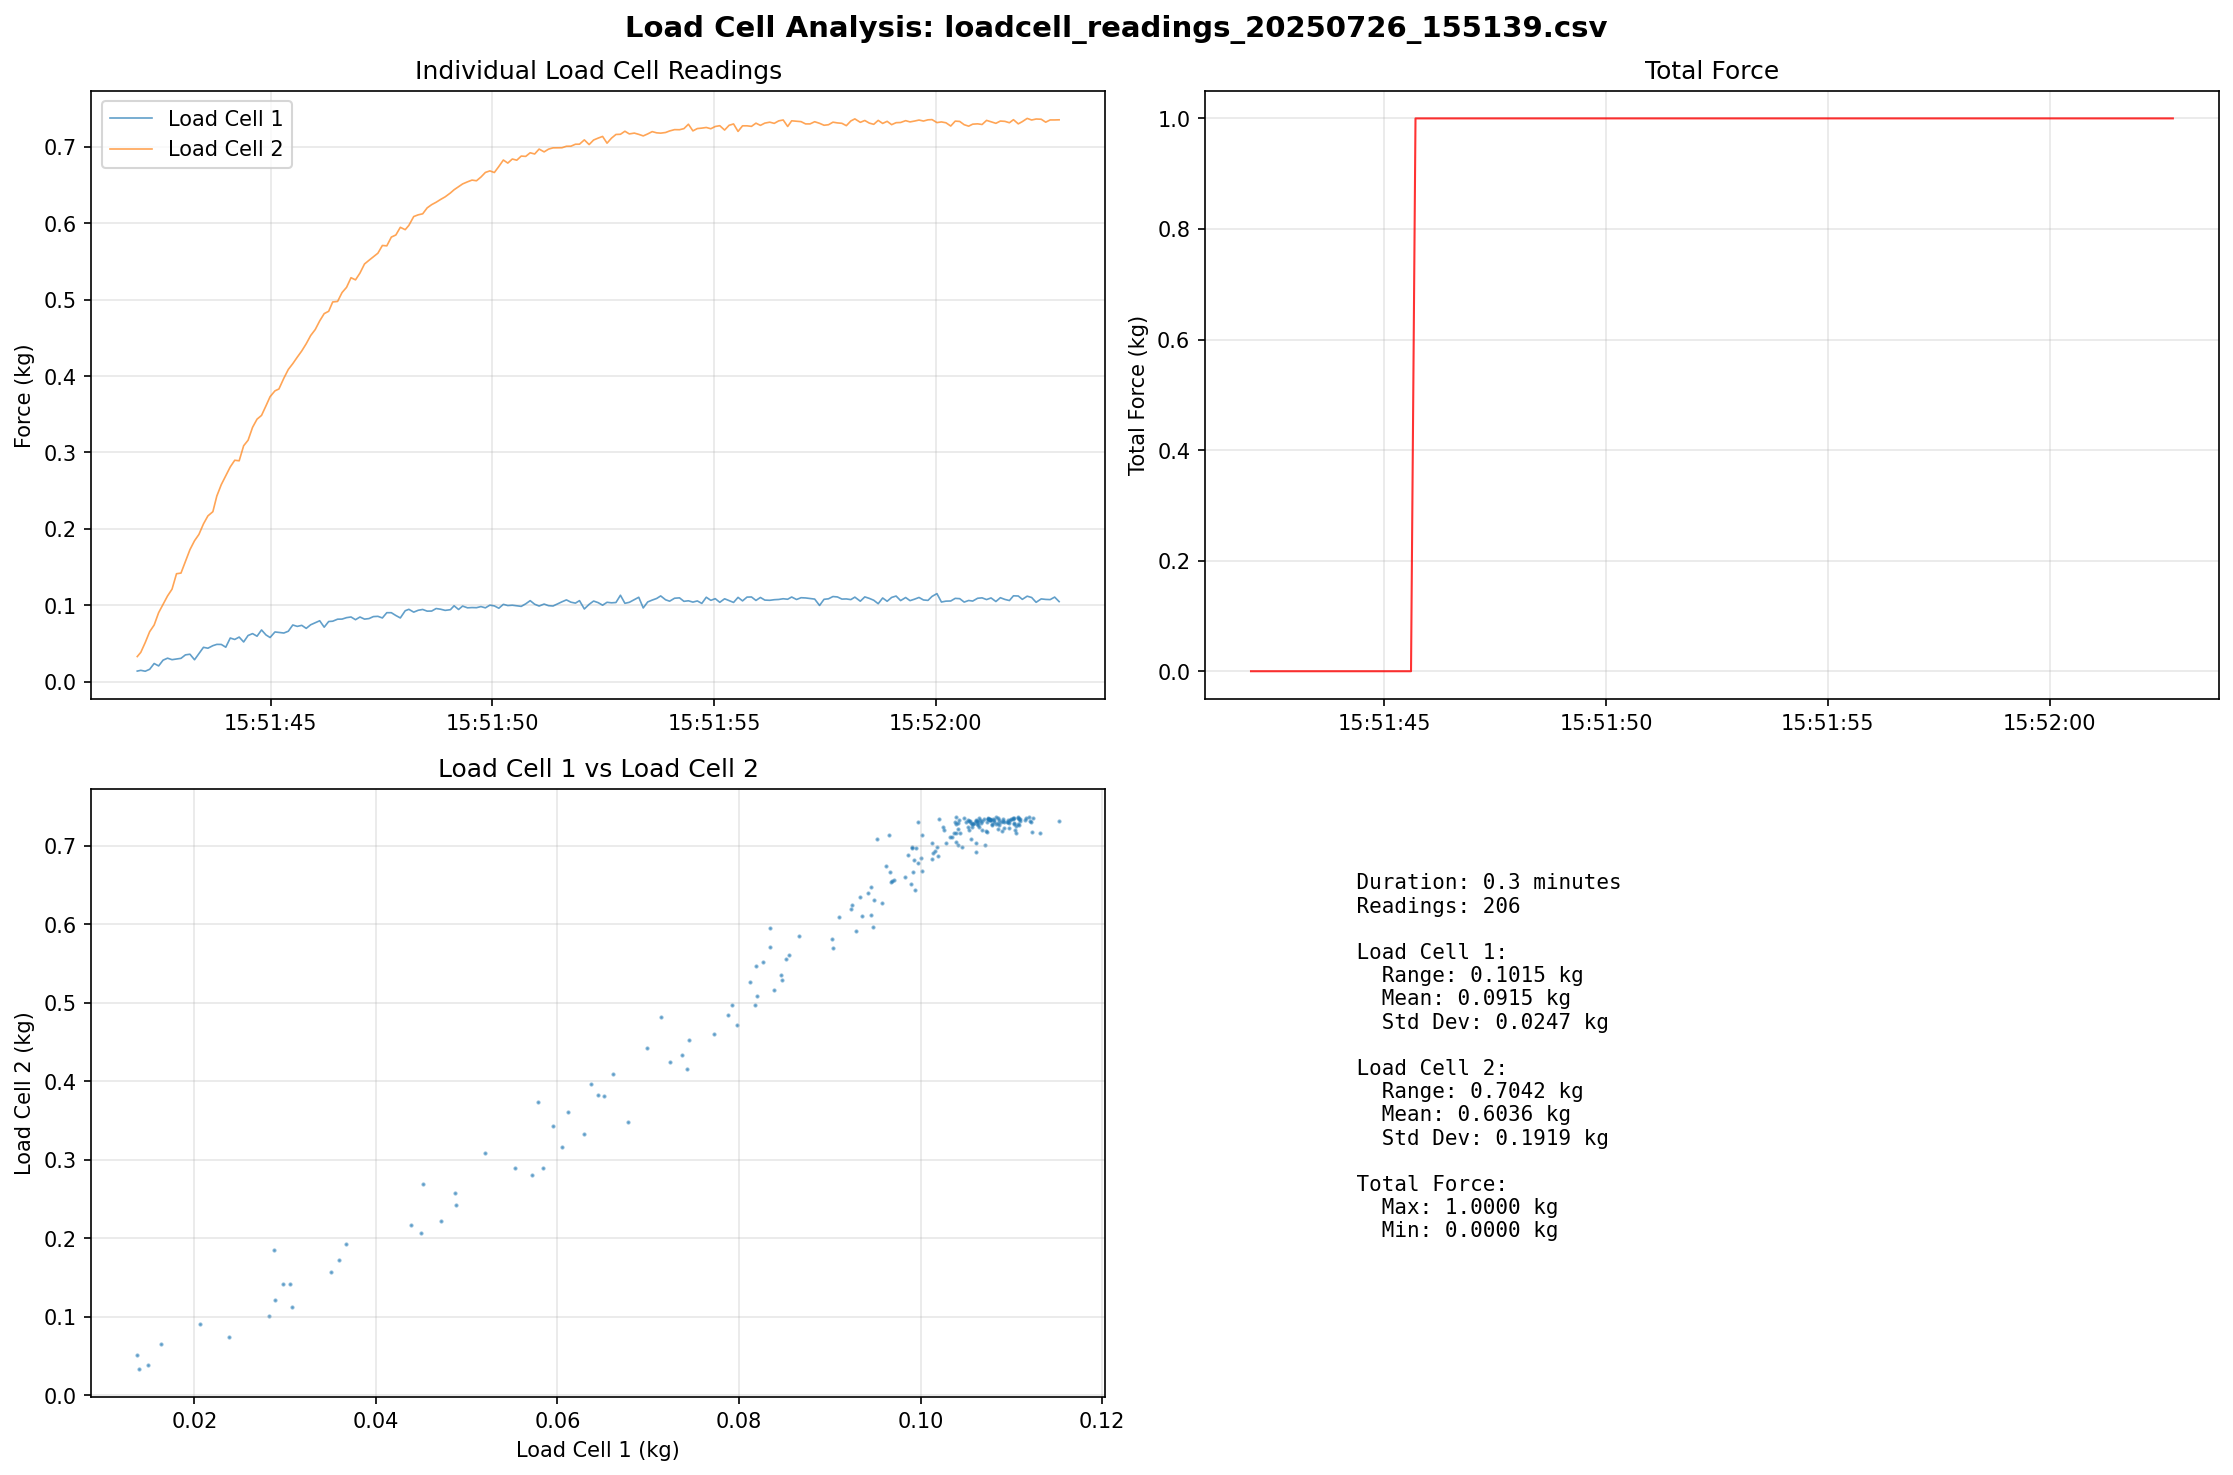 Load Cell Analysis: loadcell_readings_20250726_155139.csv
Individual Load Cell Readings
Load Cell 1
Load Cell 2
Force (kg)
0.7
0.6
0.5
0.4
0.3
0.2
0.1
0.0
15:51:45 15:51:50 15:51:55 15:52:00
Total Force
Total Force (kg)
1.0
0.8
0.6
0.4
0.2
0.0
15:51:45 15:51:50 15:51:55 15:52:00
Load Cell 1 vs Load Cell 2
Load Cell 2 (kg)
0.7
0.6
0.5
0.4
0.3
0.2
0.1
0.0
0.02 0.04 0.06 0.08 0.10 0.12
Load Cell 1 (kg)
Duration: 0.3 minutes
Readings: 206
Load Cell 1:
Range: 0.1015 kg
Mean: 0.0915 kg
Std Dev: 0.0247 kg
Load Cell 2:
Range: 0.7042 kg
Mean: 0.6036 kg
Std Dev: 0.1919 kg
Total Force:
Max: 1.0000 kg
Min: 0.0000 kg